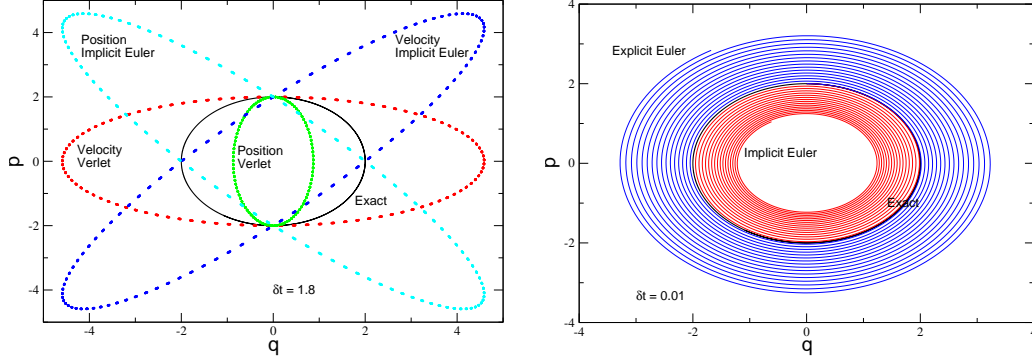 4
2
0
-2
-4
p
Position
Implicit Euler
Velocity
Implicit Euler
Velocity
Verlet
Position
Verlet
Exact
δt = 1.8
-4
-2
0
2
4
q
4
2
0
-2
-4
p
Explicit Euler
Implicit Euler
Exact
δt = 0.01
-4
-2
0
2
4
q